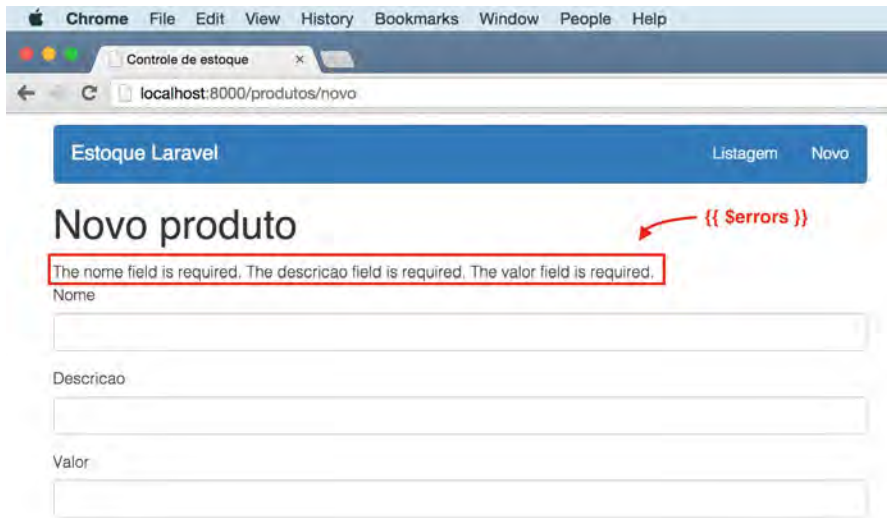 Chrome File Edit View History Bookmarks Window People Help
Controle de estoque
localhost:8000/produtos/novo
Estoque Laravel Listagem Novo
Novo produto
{{ $errors }}
The nome field is required. The descricao field is required. The valor field is required.
Nome
Descricao
Valor